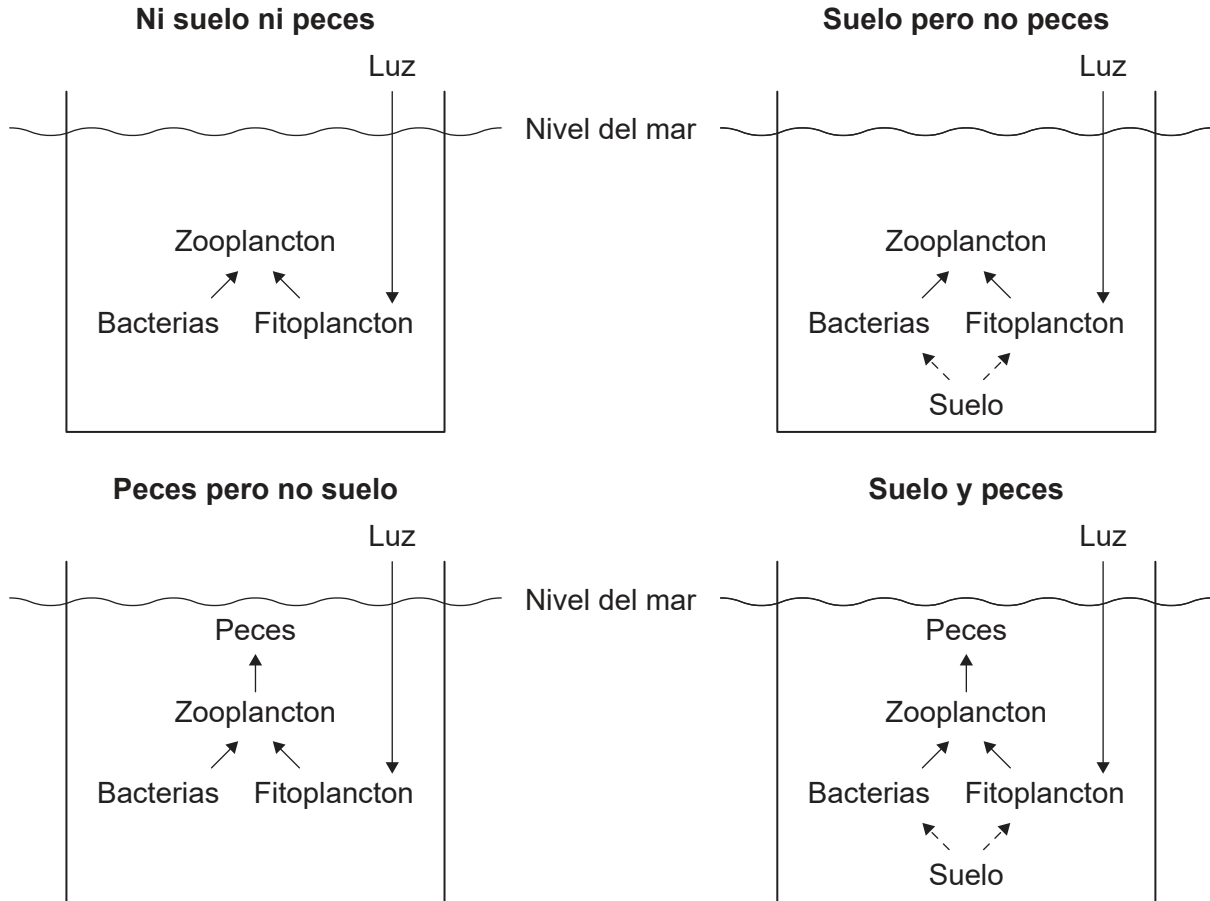 Ni suelo ni peces
Suelo pero no peces
Luz
Luz
Nivel del mar
Zooplancton
Zooplancton
Bacterias
Fitoplancton
Bacterias
Fitoplancton
Suelo
Peces pero no suelo
Suelo y peces
Luz
Luz
Nivel del mar
Peces
Peces
Zooplancton
Zooplancton
Bacterias
Fitoplancton
Bacterias
Fitoplancton
Suelo